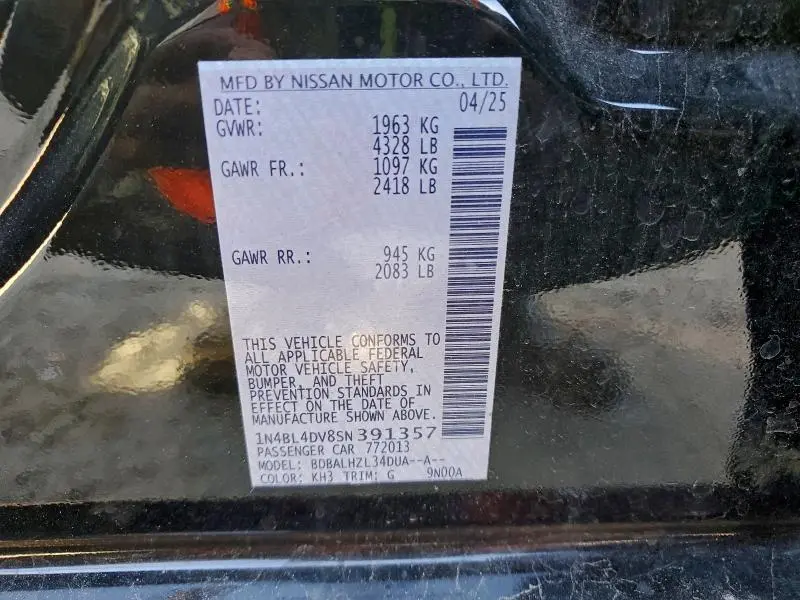 MFD BY NISSAN MOTOR CO., LTD.
DATE: 04/25
GVWR: 1963 KG
4328 LB
GAWR FR.: 1097 KG
2418 LB
GAWR RR.: 945 KG
2083 LB
THIS VEHICLE CONFORMS TO
ALL APPLICABLE FEDERAL
MOTOR VEHICLE SAFETY,
BUMPER, AND THEFT
PREVENTION STANDARDS IN
EFFECT ON THE DATE OF
MANUFACTURE SHOWN ABOVE.
1N4BL4DV8SN391357
PASSENGER CAR 772013
MODEL: BDBALHZL34DUA--A--
COLOR: KH3 TRIM: G 9N00A